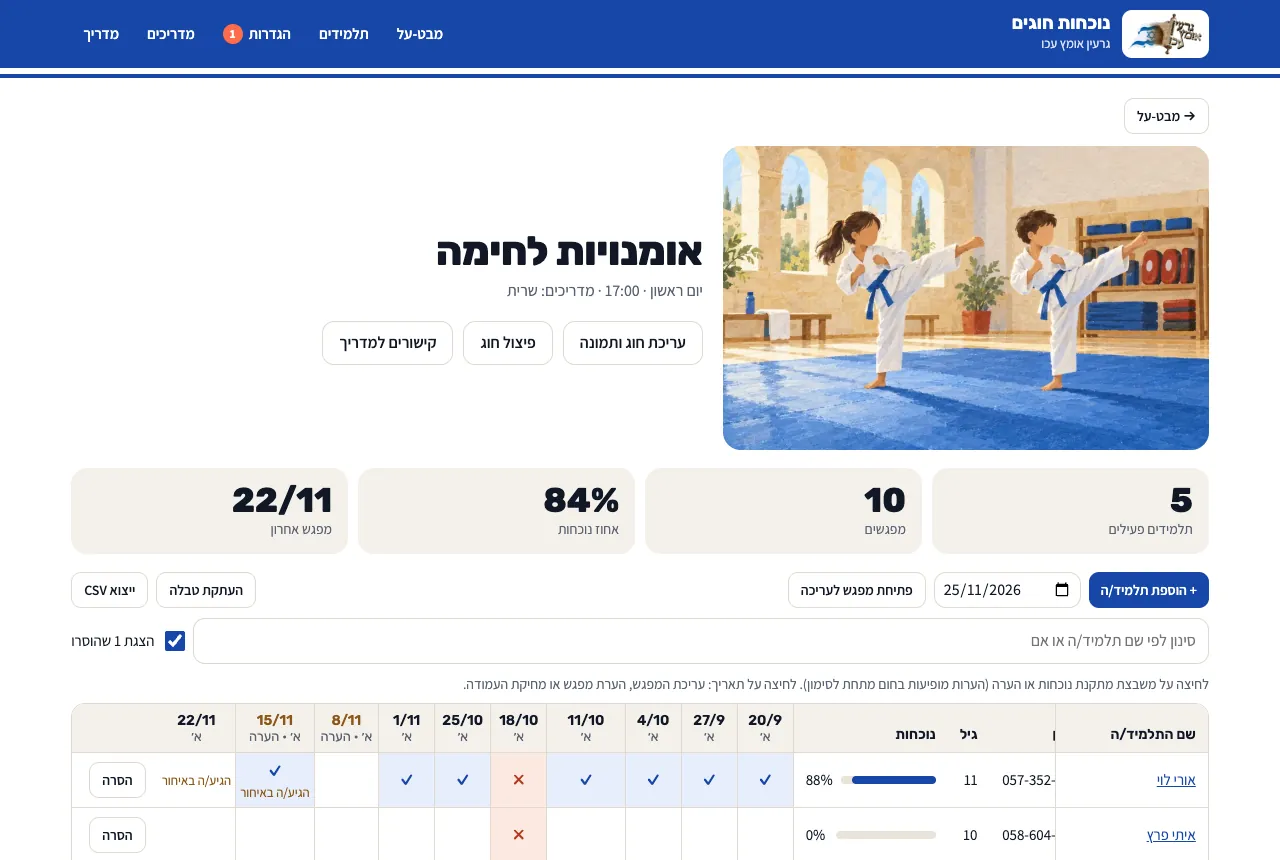 גרעין
אומץ
עכו
נוכחות חוגים
גרעין אומץ עכו
מבט-על
תלמידים
הגדרות 1
מדריכים
מדריך
→ מבט-על
אומנויות לחימה
יום ראשון · 17:00 · מדריכים: שרית
עריכת חוג ותמונה
פיצול חוג
קישורים למדריך
5
תלמידים פעילים
10
מפגשים
84%
אחוז נוכחות
22/11
מפגש אחרון
+ הוספת תלמיד/ה
25/11/2026
פתיחת מפגש לעריכה
העתקת טבלה
ייצוא CSV
סינון לפי שם תלמיד/ה או אם
הצגת 1 שהוסרו
לחיצה על משבצת מתקנת נוכחות או הערה (הערות מופיעות בחום מתחת לסימון). לחיצה על תאריך: עריכת המפגש, הערת מפגש או מחיקת העמודה.
שם התלמיד/ה גיל נוכחות 20/9 27/9 4/10 11/10 18/10 25/10 1/11 8/11 15/11 22/11
א׳ א׳ א׳ א׳ א׳ א׳ א׳ א׳ • הערה א׳ • הערה א׳
אורי לוי 057-352- 11 88% ✓ ✓ ✓ ✓ ✕ ✓ ✓ ✓ הגיע/ה באיחור הגיע/ה באיחור הסרה
איתי פרץ 058-604- 10 0% ✕ הסרה